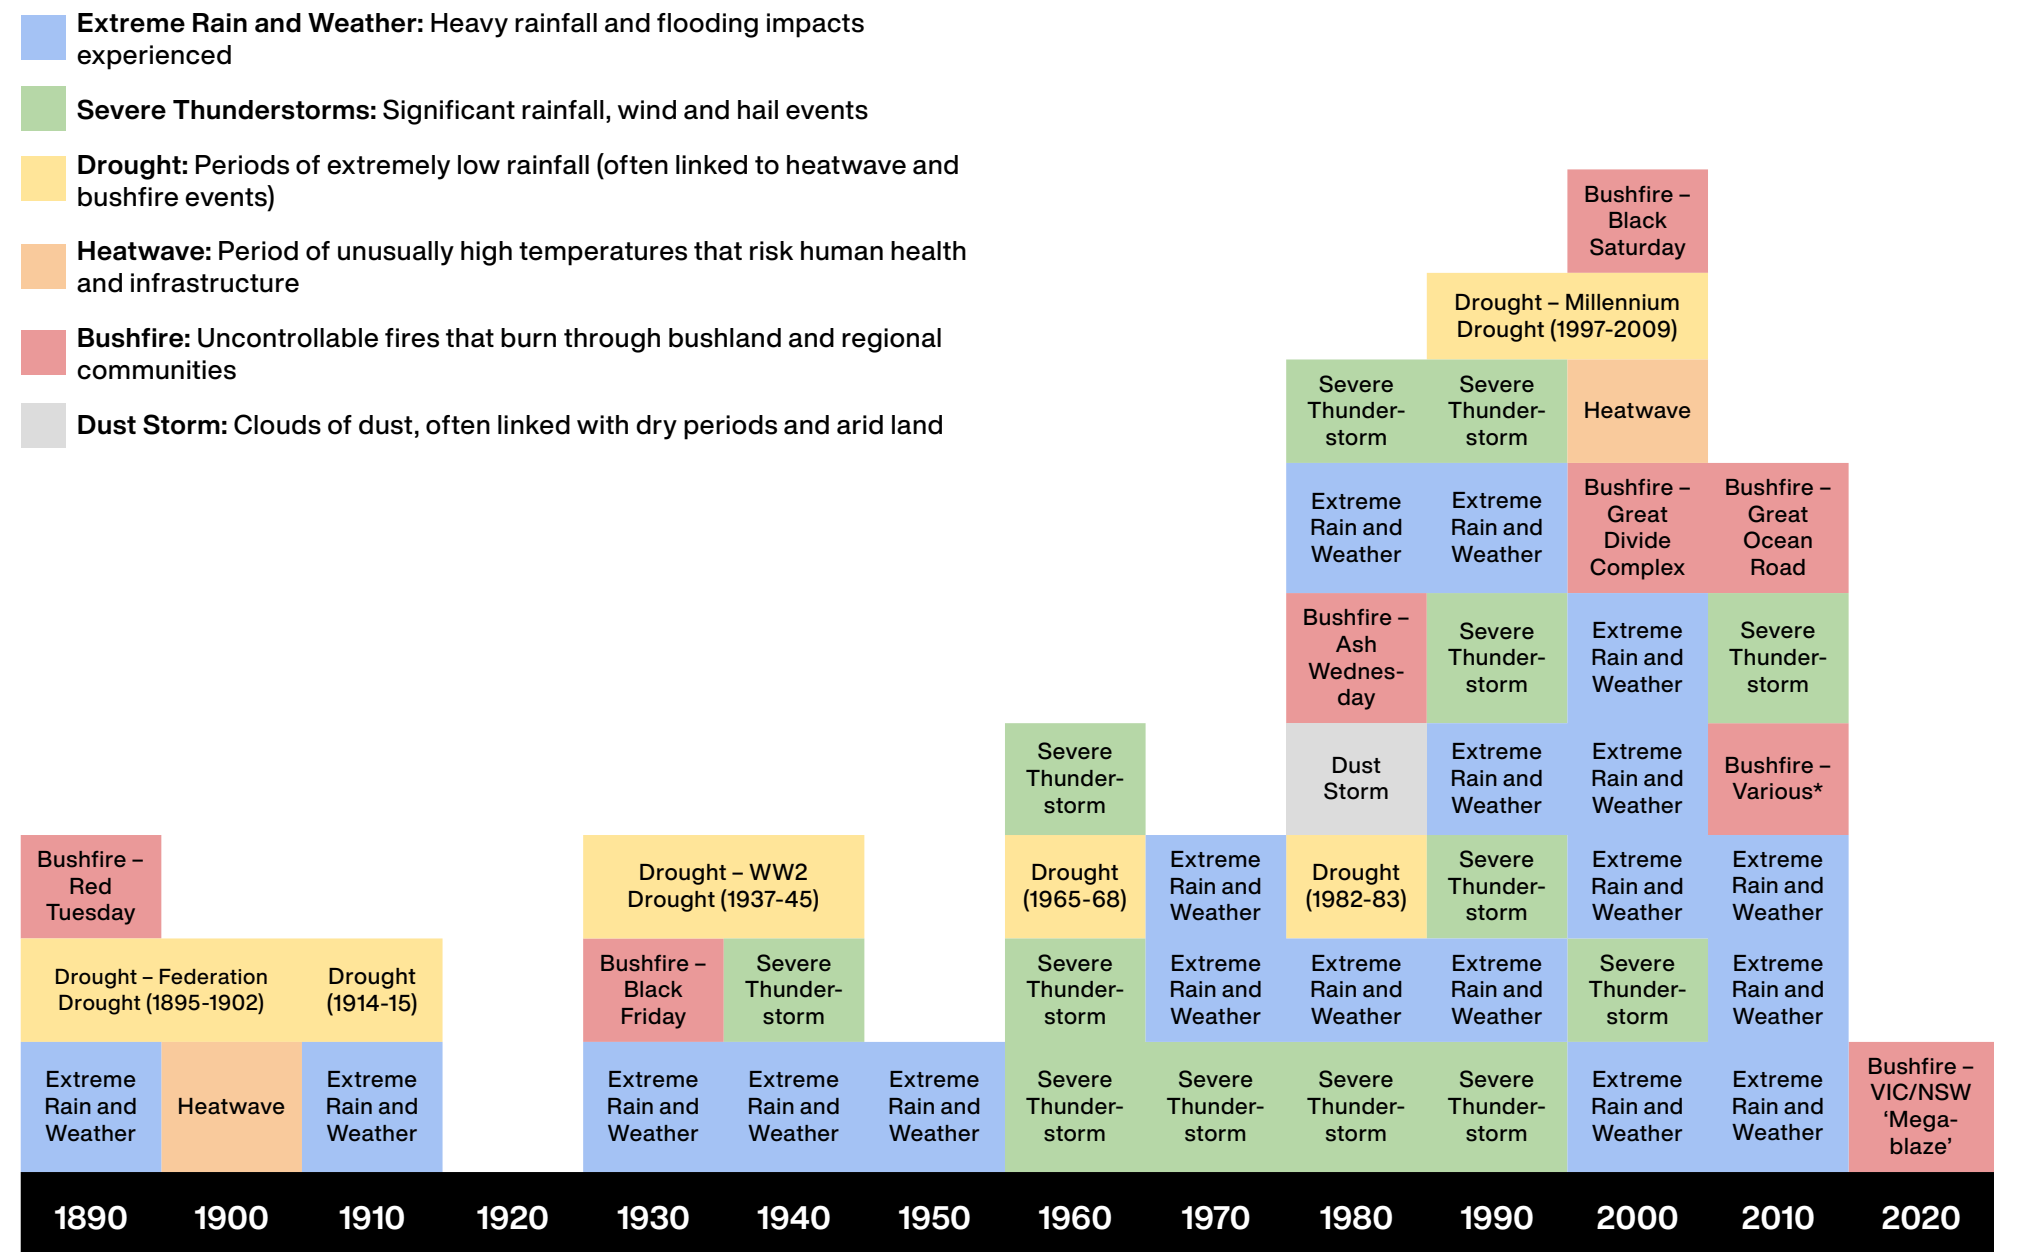 Extreme Rain and Weather: Heavy rainfall and flooding impacts
experienced
Severe Thunderstorms: Significant rainfall, wind and hail events
Drought: Periods of extremely low rainfall (often linked to heatwave and
bushfire events)
Heatwave: Period of unusually high temperatures that risk human health
and infrastructure
Bushfire: Uncontrollable fires that burn through bushland and regional
communities
Dust Storm: Clouds of dust, often linked with dry periods and arid land
Bushfire –
Red
Tuesday
Drought – Federation
Drought (1895-1902)
Drought
(1914-15)
Extreme
Rain and
Weather
Heatwave
Extreme
Rain and
Weather
Drought – WW2
Drought (1937-45)
Bushfire –
Black
Friday
Severe
Thunder-
storm
Extreme
Rain and
Weather
Extreme
Rain and
Weather
Extreme
Rain and
Weather
Severe
Thunder-
storm
Drought
(1965-68)
Severe
Thunder-
storm
Severe
Thunder-
storm
Extreme
Rain and
Weather
Extreme
Rain and
Weather
Severe
Thunder-
storm
Severe
Thunder-
storm
Extreme
Rain and
Weather
Bushfire –
Ash
Wednes-
day
Dust
Storm
Drought
(1982-83)
Extreme
Rain and
Weather
Severe
Thunder-
storm
Drought – Millennium
Drought (1997-2009)
Severe
Thunder-
storm
Extreme
Rain and
Weather
Severe
Thunder-
storm
Extreme
Rain and
Weather
Severe
Thunder-
storm
Extreme
Rain and
Weather
Severe
Thunder-
storm
Bushfire –
Black
Saturday
Heatwave
Bushfire –
Great
Divide
Complex
Extreme
Rain and
Weather
Extreme
Rain and
Weather
Extreme
Rain and
Weather
Severe
Thunder-
storm
Extreme
Rain and
Weather
Bushfire –
Great
Ocean
Road
Severe
Thunder-
storm
Bushfire –
Various*
Extreme
Rain and
Weather
Extreme
Rain and
Weather
Extreme
Rain and
Weather
Bushfire –
VIC/NSW
‘Mega-
blaze’
1890 1900 1910 1920 1930 1940 1950 1960 1970 1980 1990 2000 2010 2020